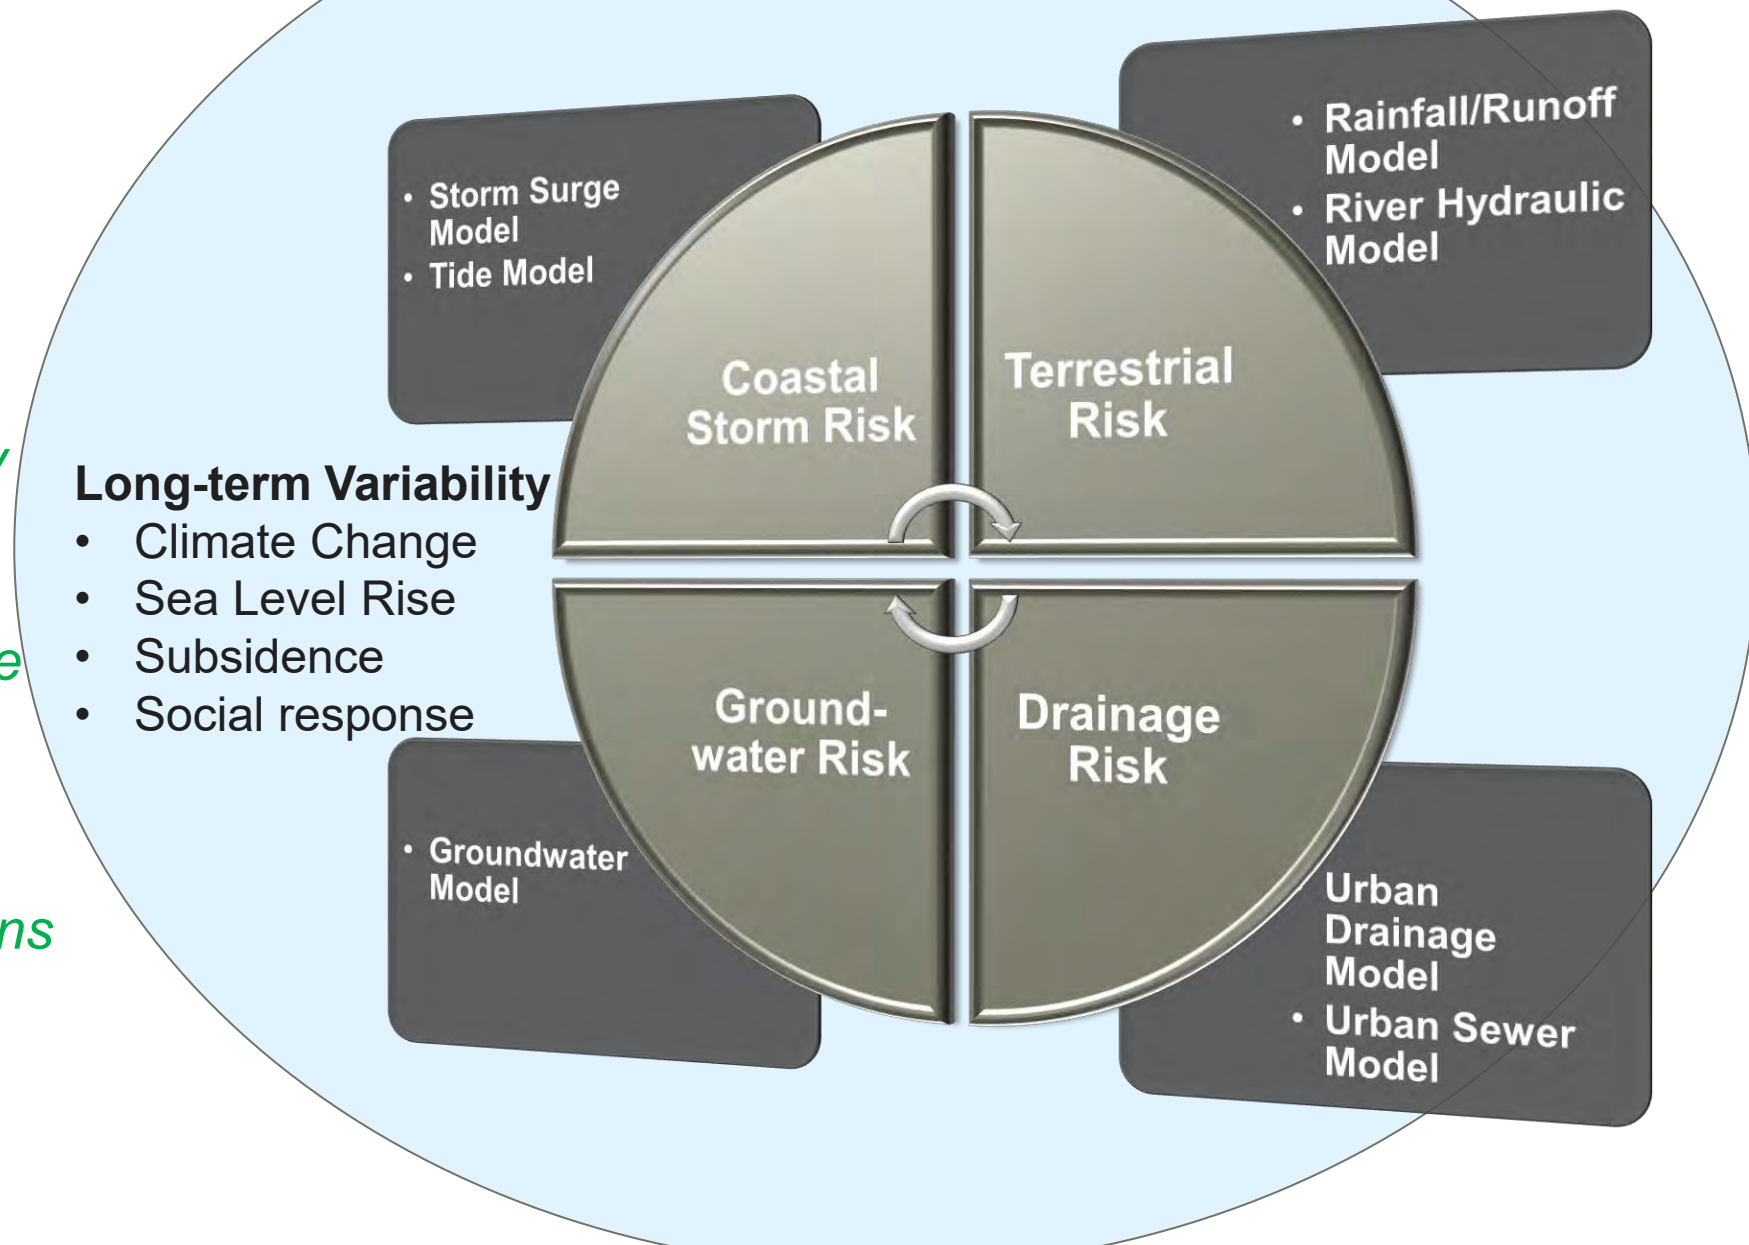 • Storm Surge
Model
• Tide Model
• Rainfall/Runoff
Model
• River Hydraulic
Model
Coastal
Storm Risk
Terrestrial
Risk
Long-term Variability
• Climate Change
• Sea Level Rise
• Subsidence
• Social response
Ground-
water Risk
Drainage
Risk
• Groundwater
Model
Urban
Drainage
Model
• Urban Sewer
Model
e
ns